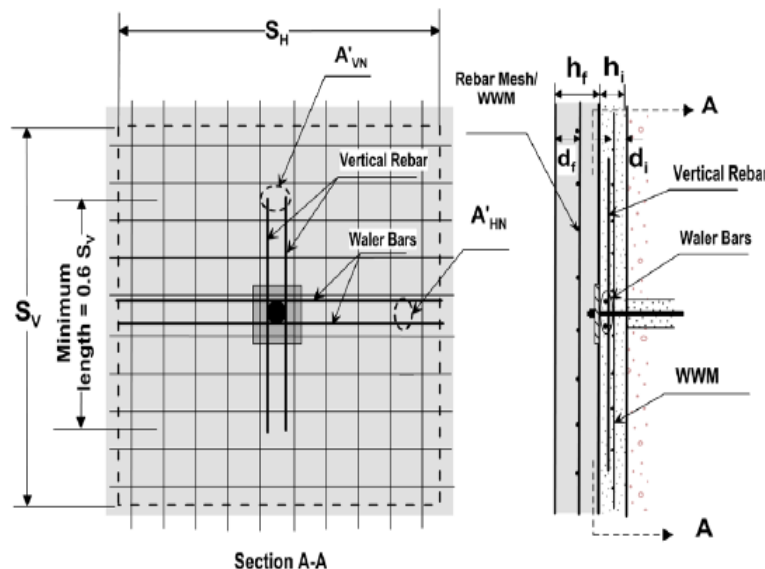 S_H
A'_VN
Vertical Rebar
A'_HN
Waler Bars
S_V
Minimum
length = 0.6 S_V
Section A-A
h_f h_i
Rebar Mesh/
WWM
A
d_f d_i
Vertical Rebar
Waler Bars
WWM
A